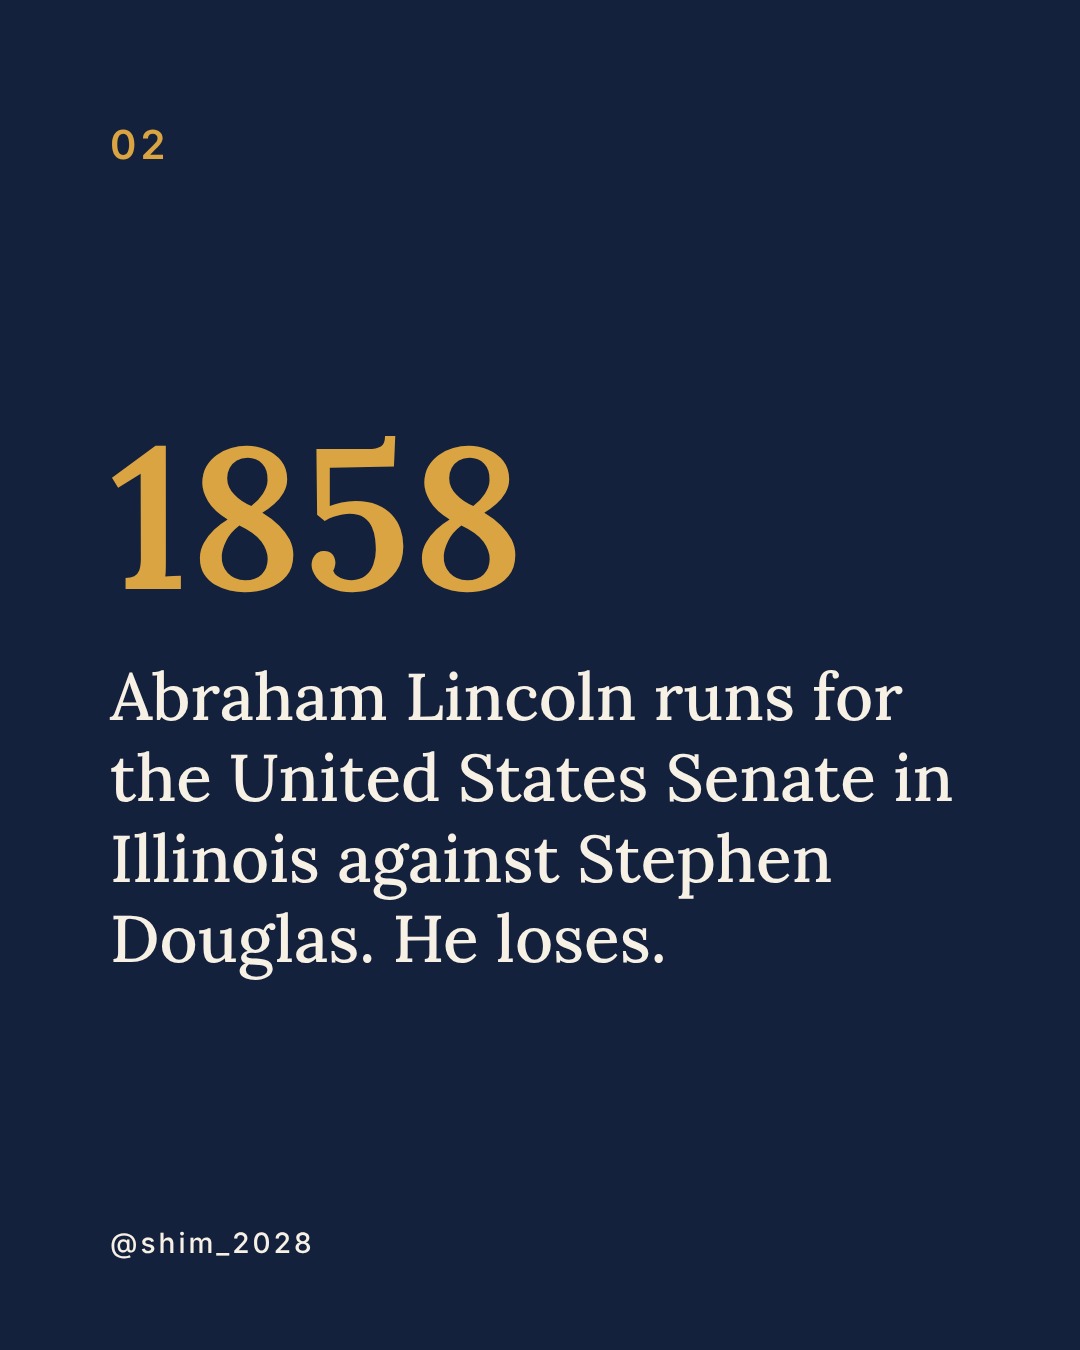 02
1858
Abraham Lincoln runs for
the United States Senate in
Illinois against Stephen
Douglas. He loses.
@shim_2028